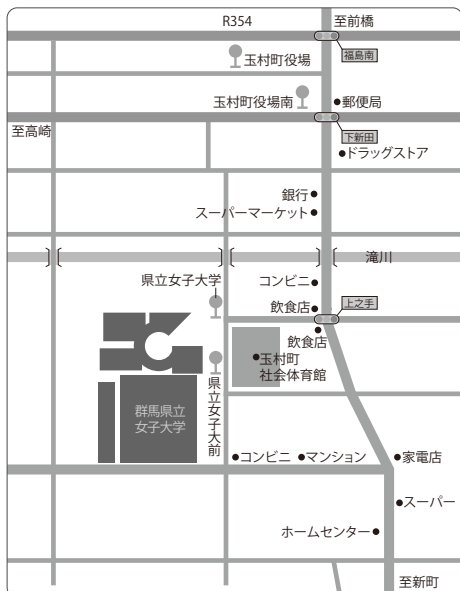 R354
至前橋
福島南
玉村町役場
玉村町役場南
郵便局
下新田
至高崎
ドラッグストア
銀行
スーパーマーケット
滝川
県立女子大学
コンビニ
飲食店
上之手
飲食店
玉村町
社会体育館
県立女子大前
群馬県立
女子大学
コンビニ
マンション
家電店
スーパー
ホームセンター
至新町